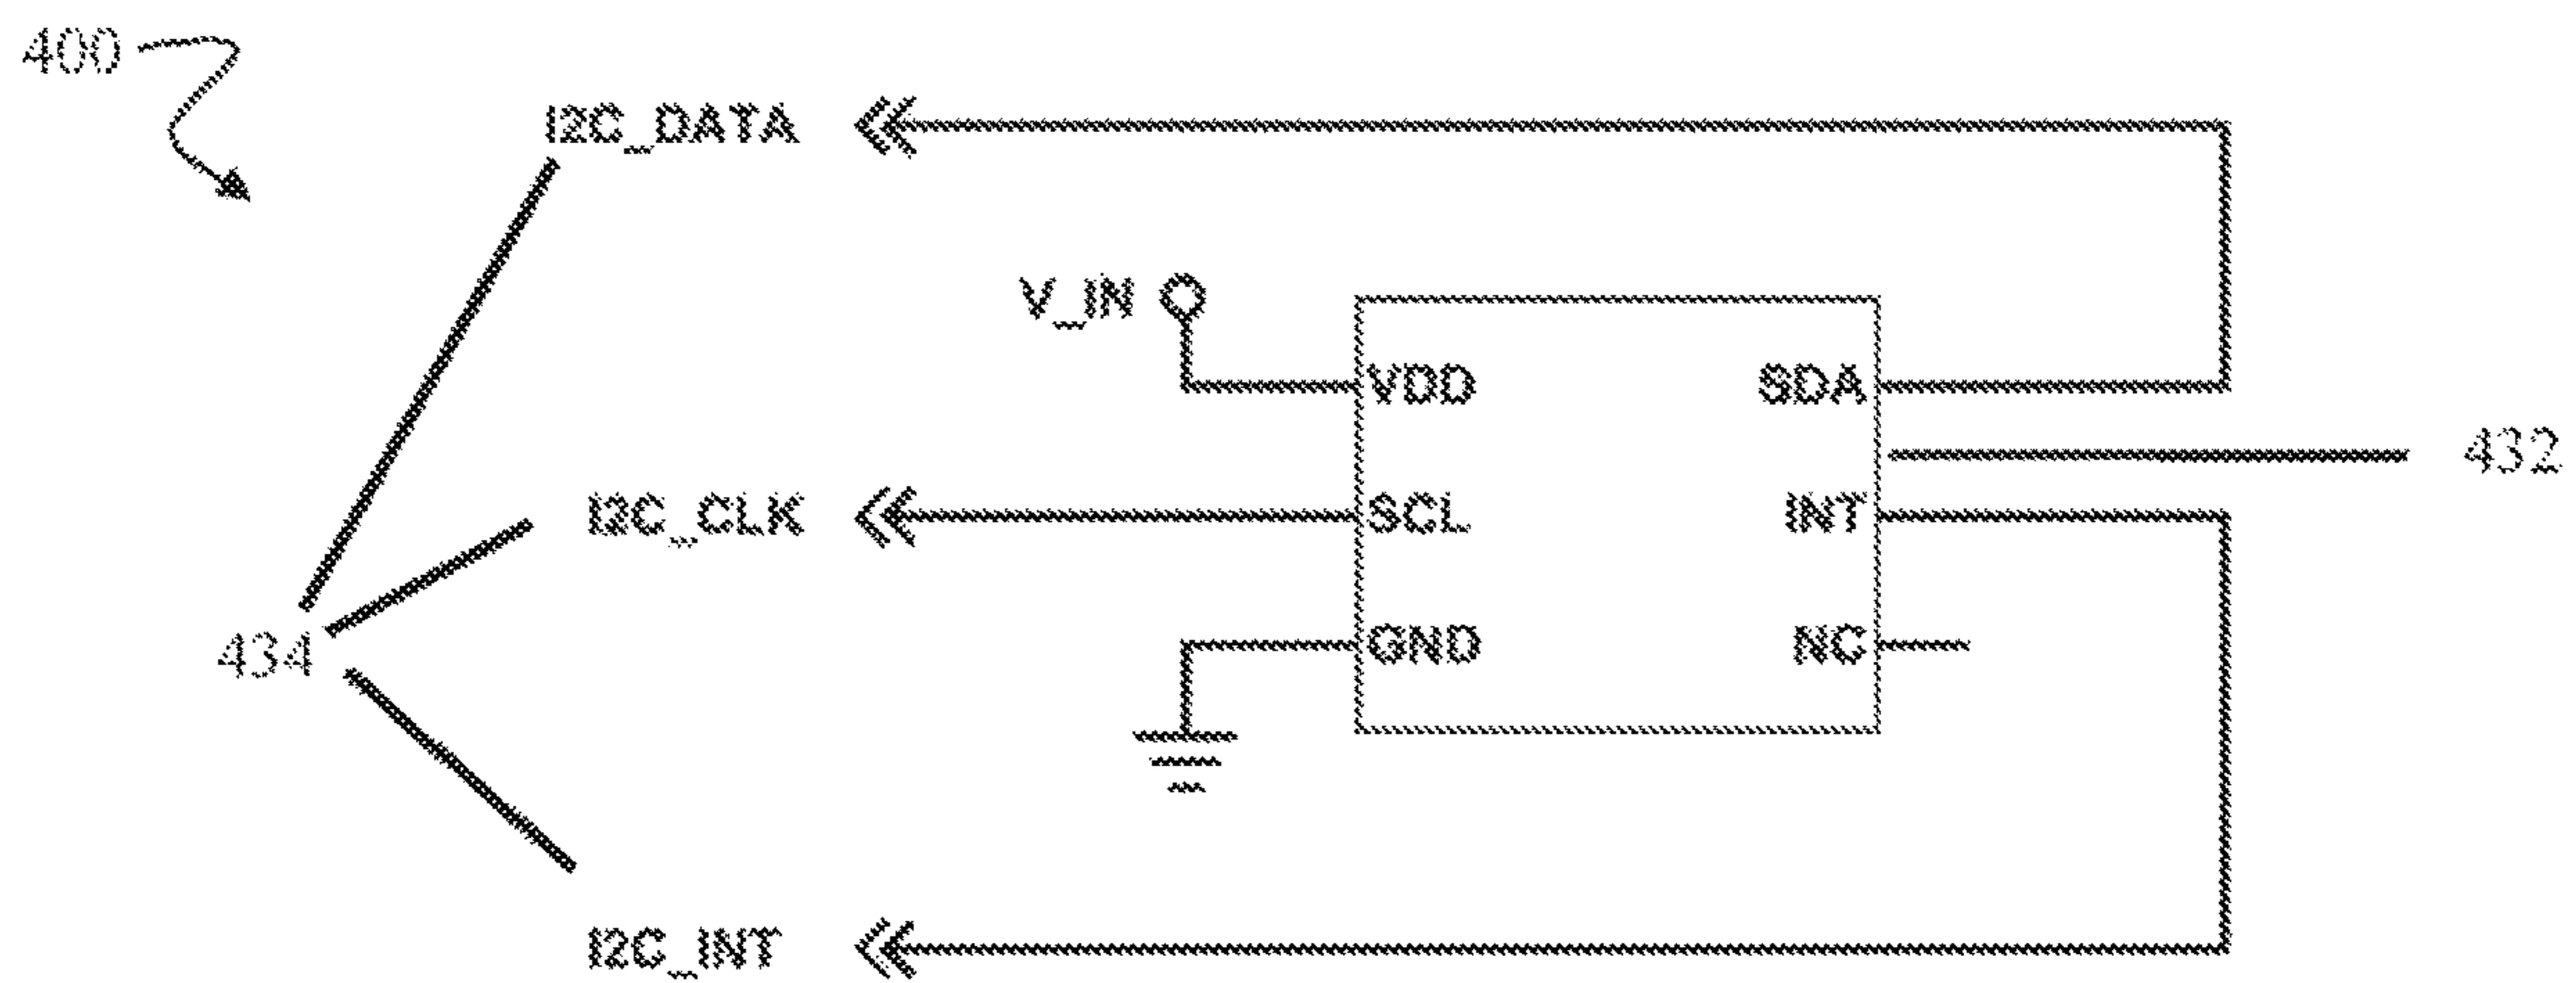 400
I2C_DATA
V_IN
VDD
SDA
432
I2C_CLK
SCL
INT
434
GND
NC
I2C_INT